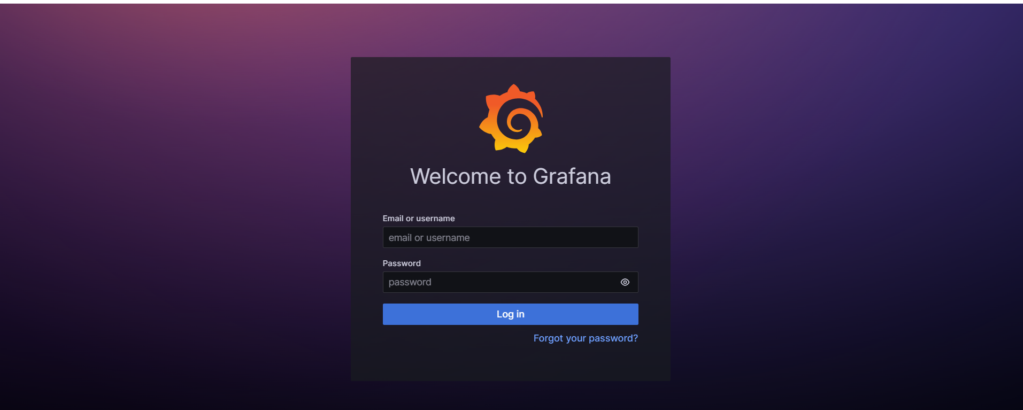 Welcome to Grafana
Email or username
email or username
Password
password
Log in
Forgot your password?